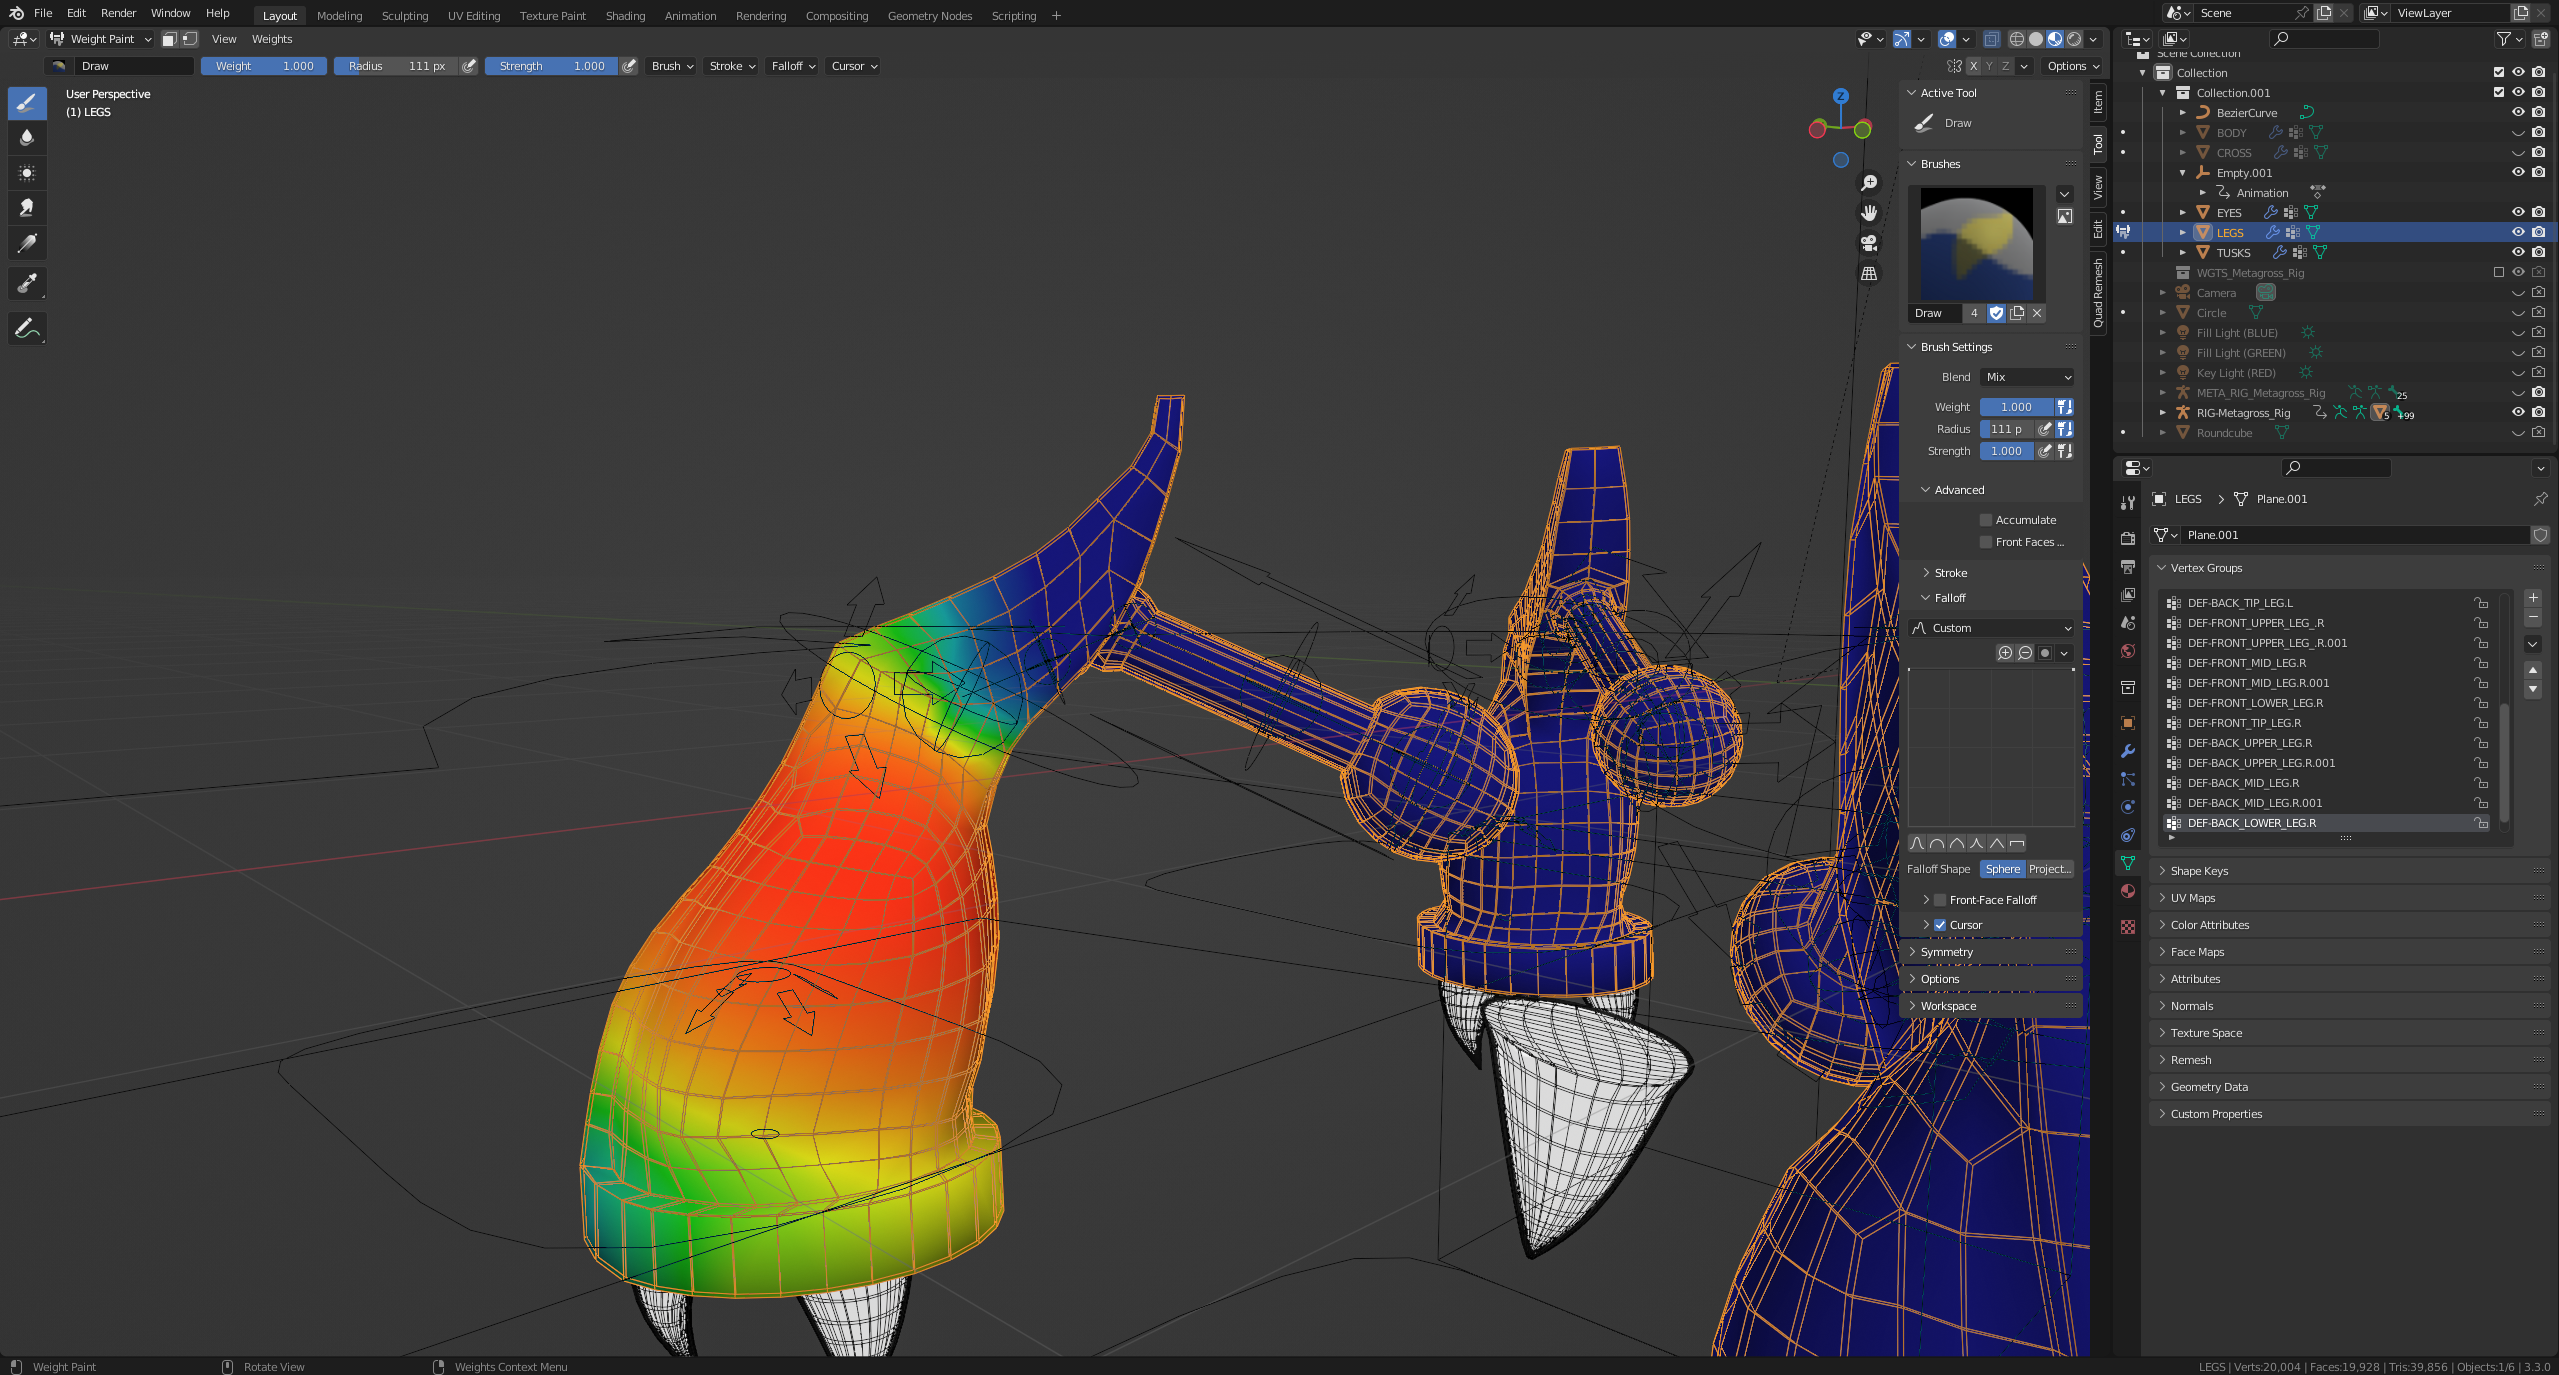 File Edit Render Window Help Layout Modeling Sculpting UV Editing Texture Paint Shading Animation Rendering Compositing Geometry Nodes Scripting +
Scene ViewLayer
Weight Paint View Weights
Draw Weight 1.000 Radius 111 px Strength 1.000 Brush Stroke Falloff Cursor X Y Z Options
User Perspective
(1) LEGS
Z
Active Tool
Draw
Brushes
Draw 4
Brush Settings
Blend Mix
Weight 1.000
Radius 111 p
Strength 1.000
Advanced
Accumulate
Front Faces ...
Stroke
Falloff
Custom
Falloff Shape Sphere Project...
Front-Face Falloff
Cursor
Symmetry
Options
Workspace
Item
Tool
View
Edit
Quad Remesh
Scene Collection
Collection
Collection.001
BezierCurve
BODY
CROSS
Empty.001
Animation
EYES
LEGS
TUSKS
WGTS_Metagross_Rig
Camera
Circle
Fill Light (BLUE)
Fill Light (GREEN)
Key Light (RED)
META_RIG_Metagross_Rig 25
RIG-Metagross_Rig 5 +99
Roundcube
LEGS > Plane.001
Plane.001
Vertex Groups
DEF-BACK_TIP_LEG.L
DEF-FRONT_UPPER_LEG_.R
DEF-FRONT_UPPER_LEG_.R.001
DEF-FRONT_MID_LEG.R
DEF-FRONT_MID_LEG.R.001
DEF-FRONT_LOWER_LEG.R
DEF-FRONT_TIP_LEG.R
DEF-BACK_UPPER_LEG.R
DEF-BACK_UPPER_LEG.R.001
DEF-BACK_MID_LEG.R
DEF-BACK_MID_LEG.R.001
DEF-BACK_LOWER_LEG.R
Shape Keys
UV Maps
Color Attributes
Face Maps
Attributes
Normals
Texture Space
Remesh
Geometry Data
Custom Properties
Weight Paint Rotate View Weights Context Menu
LEGS | Verts:20,004 | Faces:19,928 | Tris:39,856 | Objects:1/6 | 3.3.0